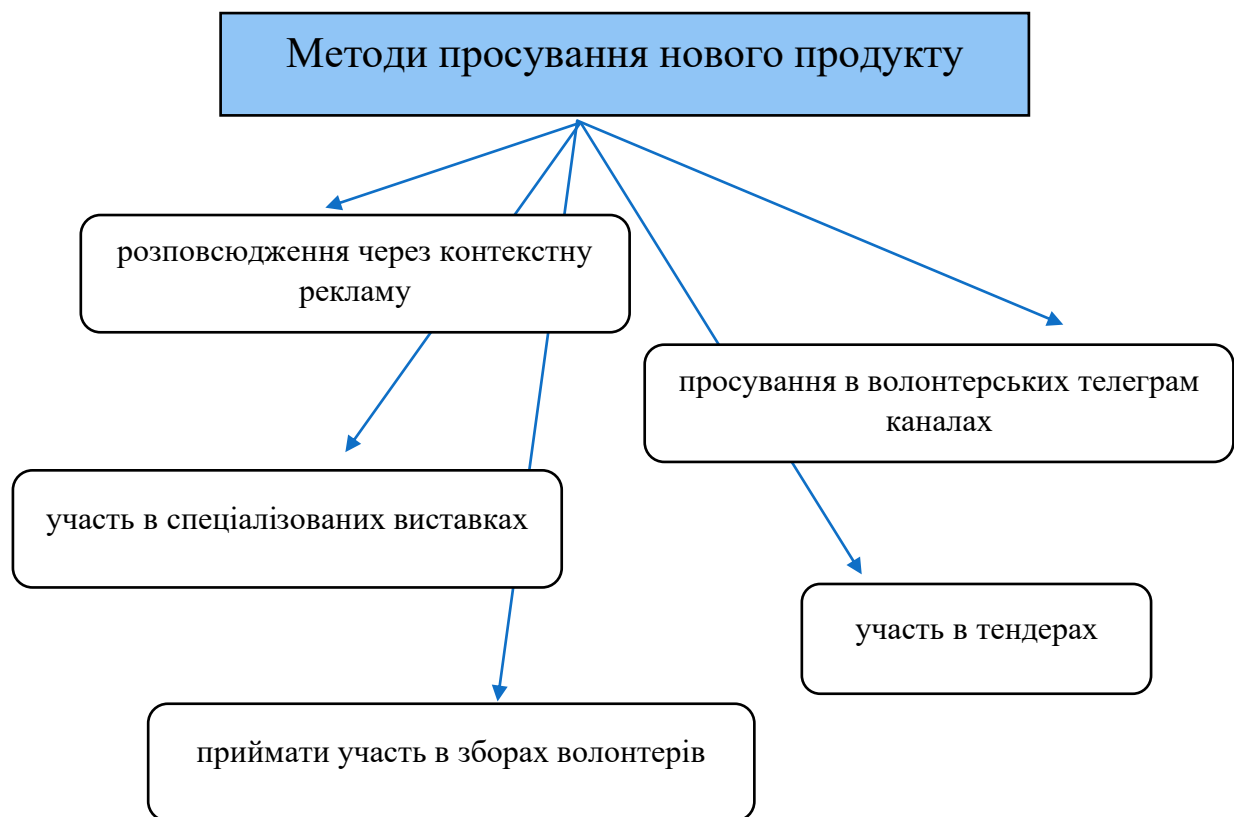 Методи просування нового продукту
розповсюдження через контекстну
рекламу
просування в волонтерських телеграм
каналах
участь в спеціалізованих виставках
участь в тендерах
приймати участь в зборах волонтерів